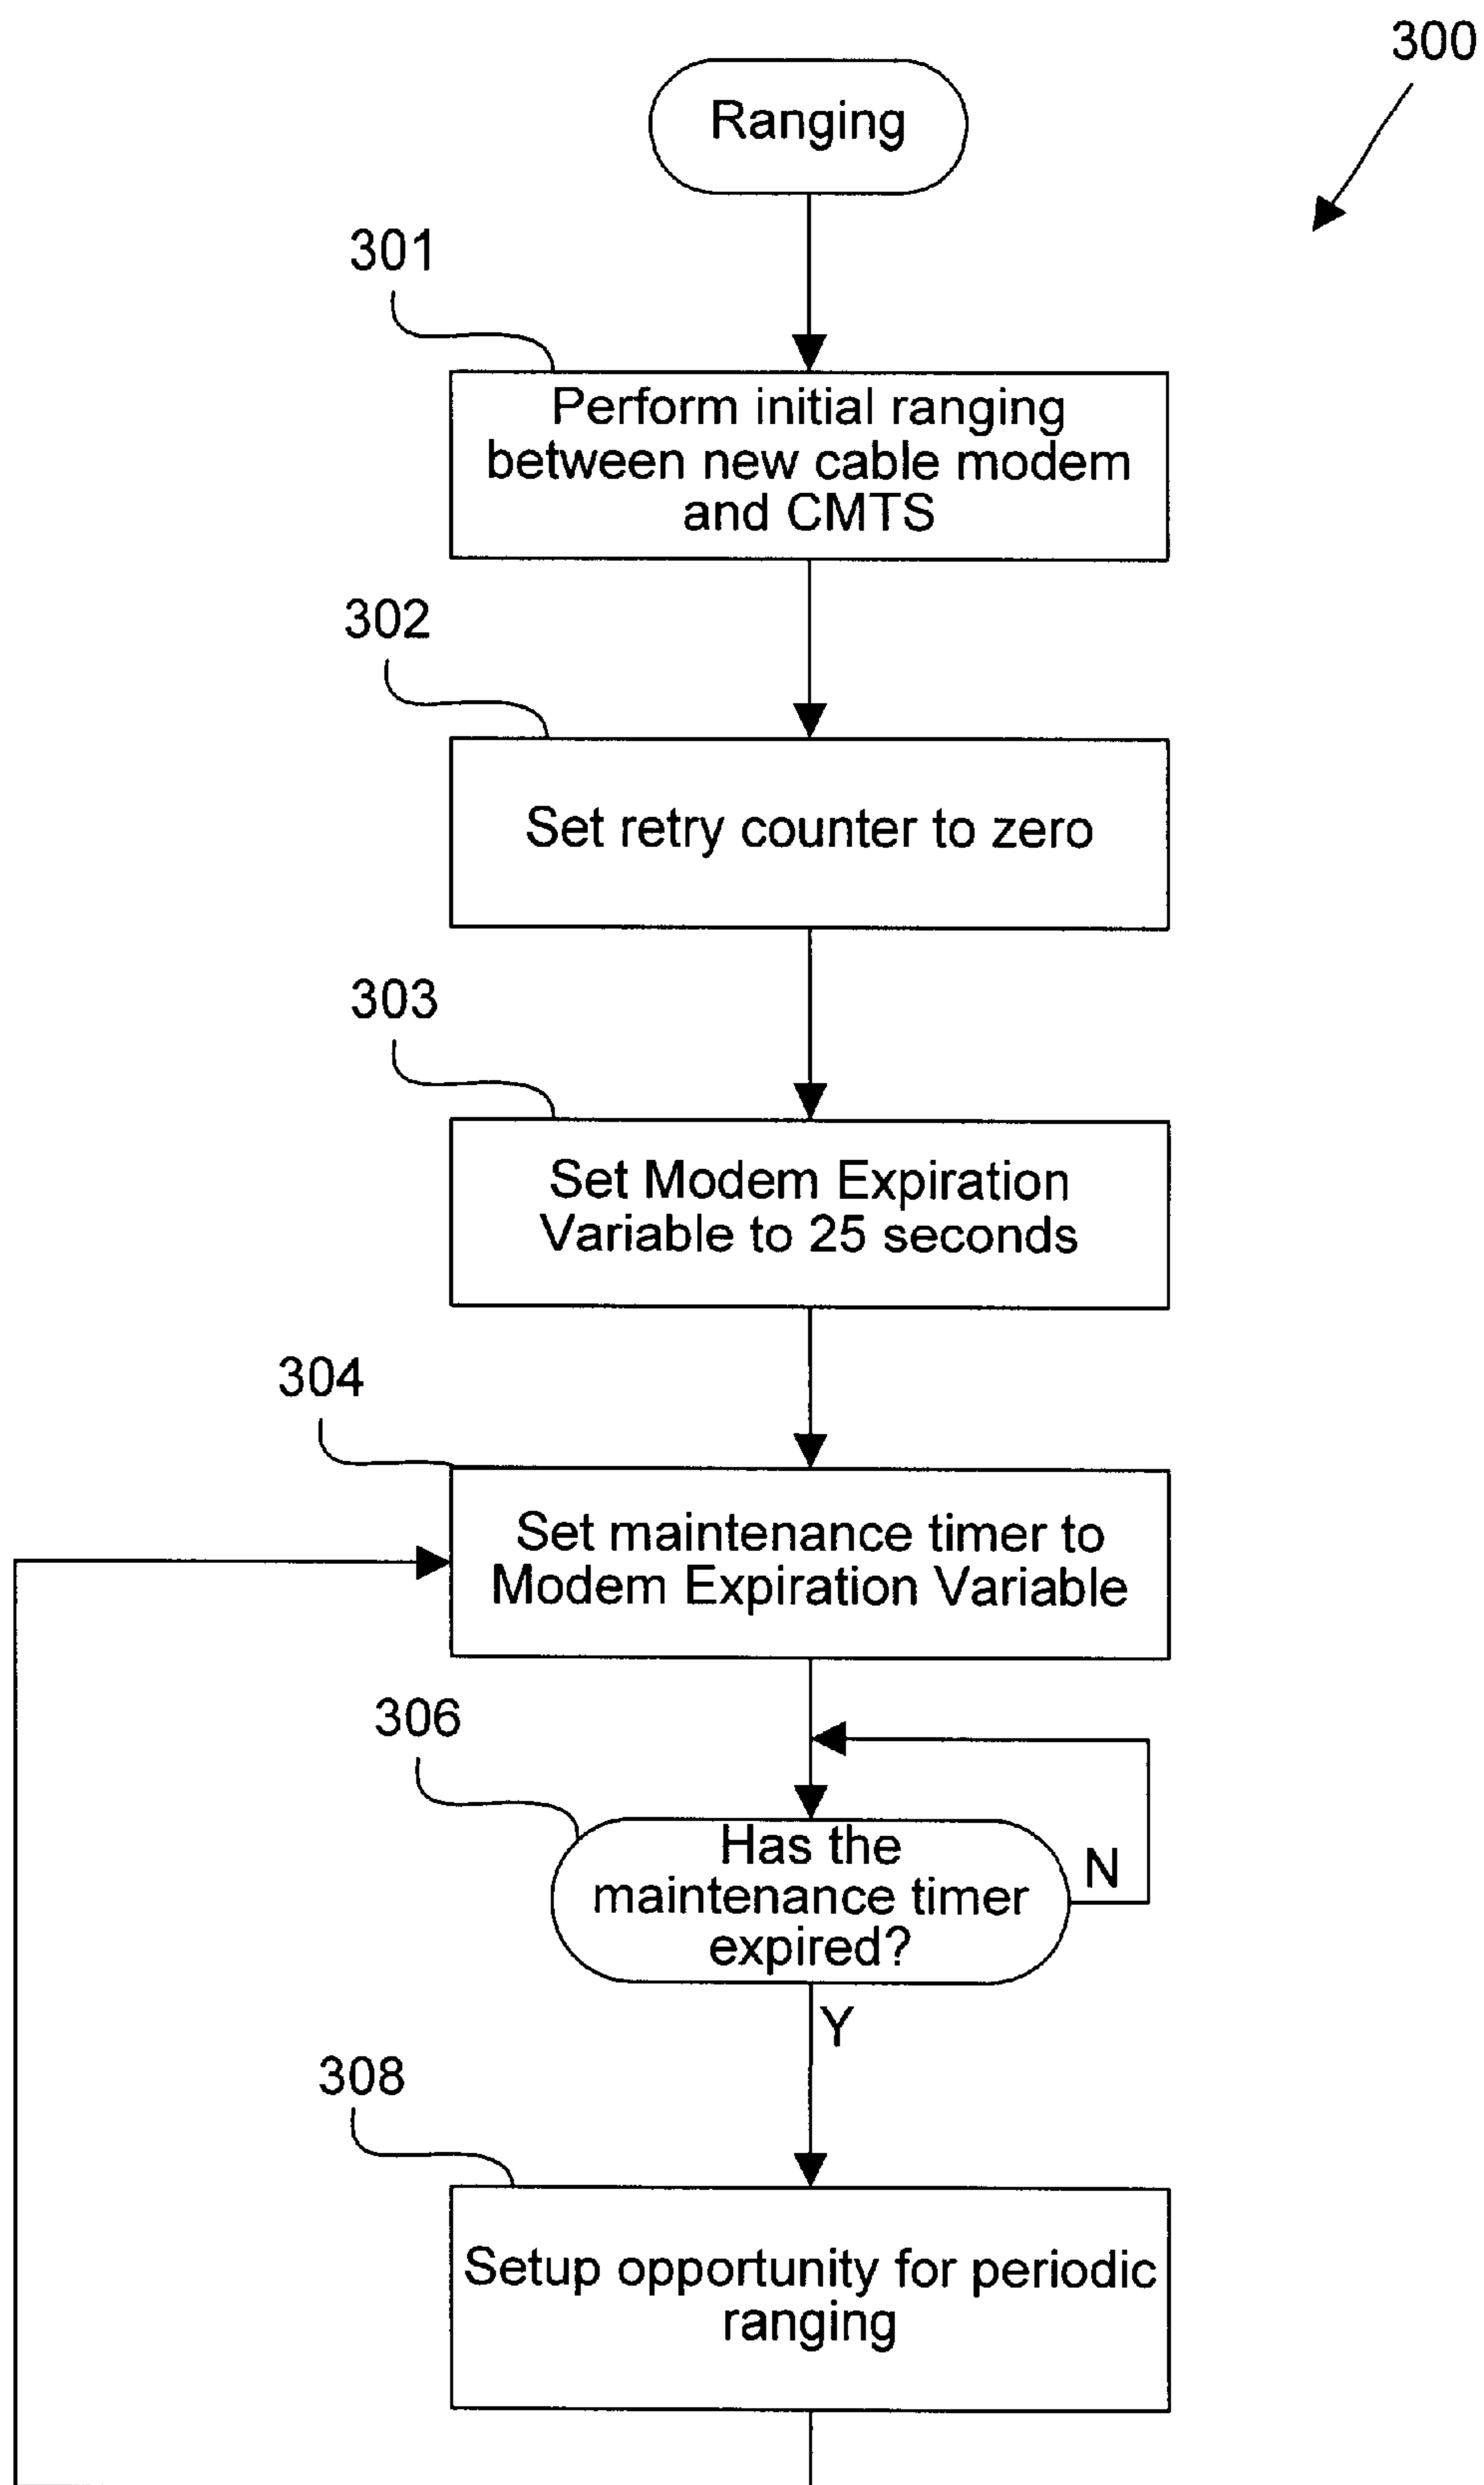 300
Ranging
301
Perform initial ranging
between new cable modem
and CMTS
302
Set retry counter to zero
303
Set Modem Expiration
Variable to 25 seconds
304
Set maintenance timer to
Modem Expiration Variable
306
Has the
maintenance timer
expired?
N
Y
308
Setup opportunity for periodic
ranging